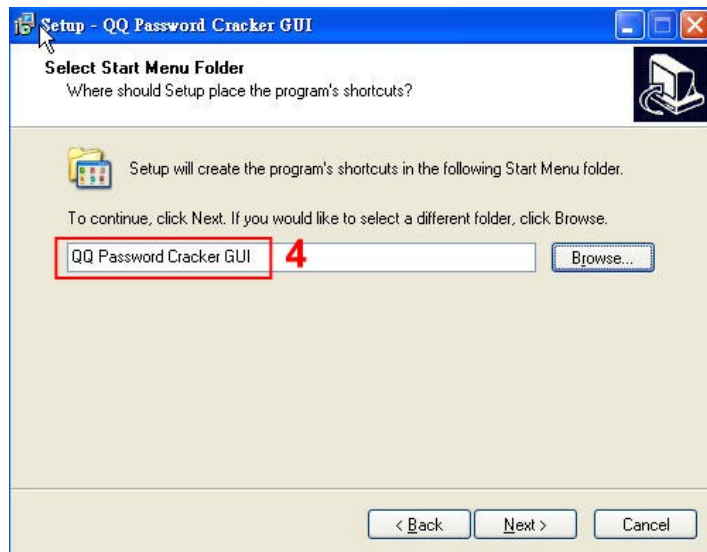 Setup - QQ Password Cracker GUI
Select Start Menu Folder
Where should Setup place the program's shortcuts?
Setup will create the program's shortcuts in the following Start Menu folder.
To continue, click Next. If you would like to select a different folder, click Browse.
QQ Password Cracker GUI 4 Browse...
< Back Next > Cancel